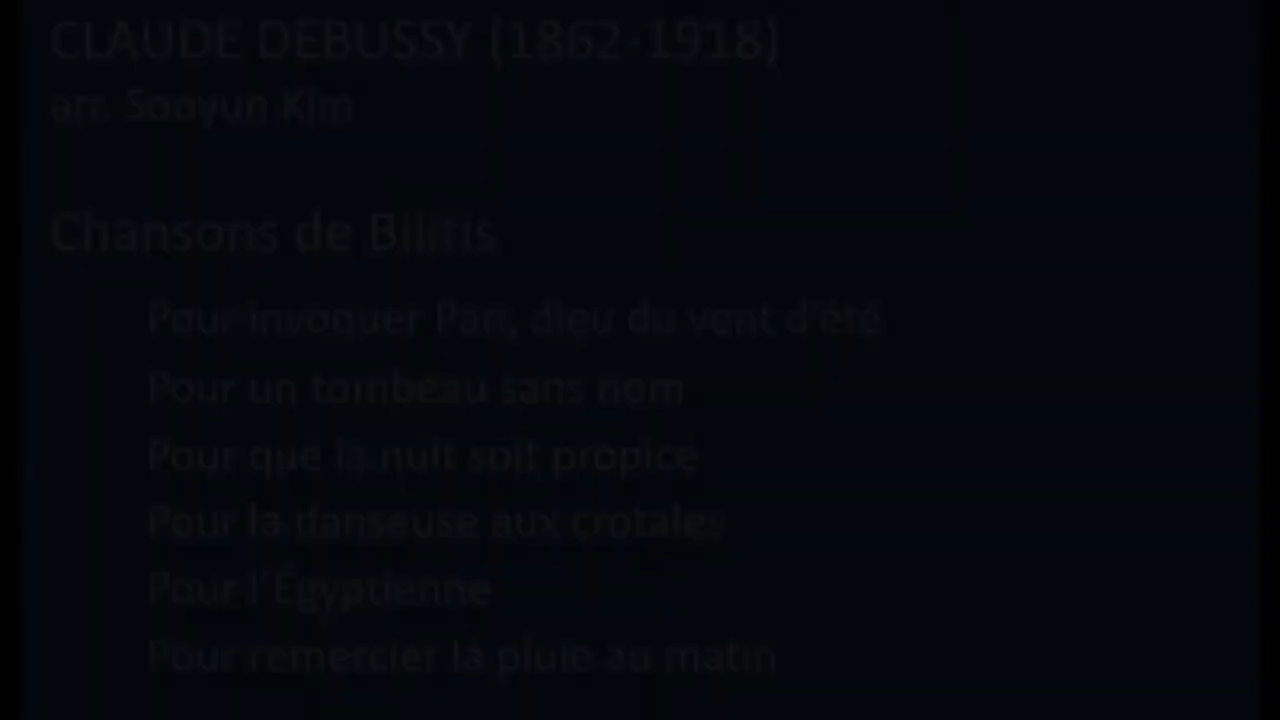 CLAUDE DEBUSSY (1862-1918)
arr. Sooyun Kim
Chansons de Bilitis
Pour invoquer Pan, dieu du vent d'été
Pour un tombeau sans nom
Pour que la nuit soit propice
Pour la danseuse aux crotales
Pour l'Égyptienne
Pour remercier la pluie au matin